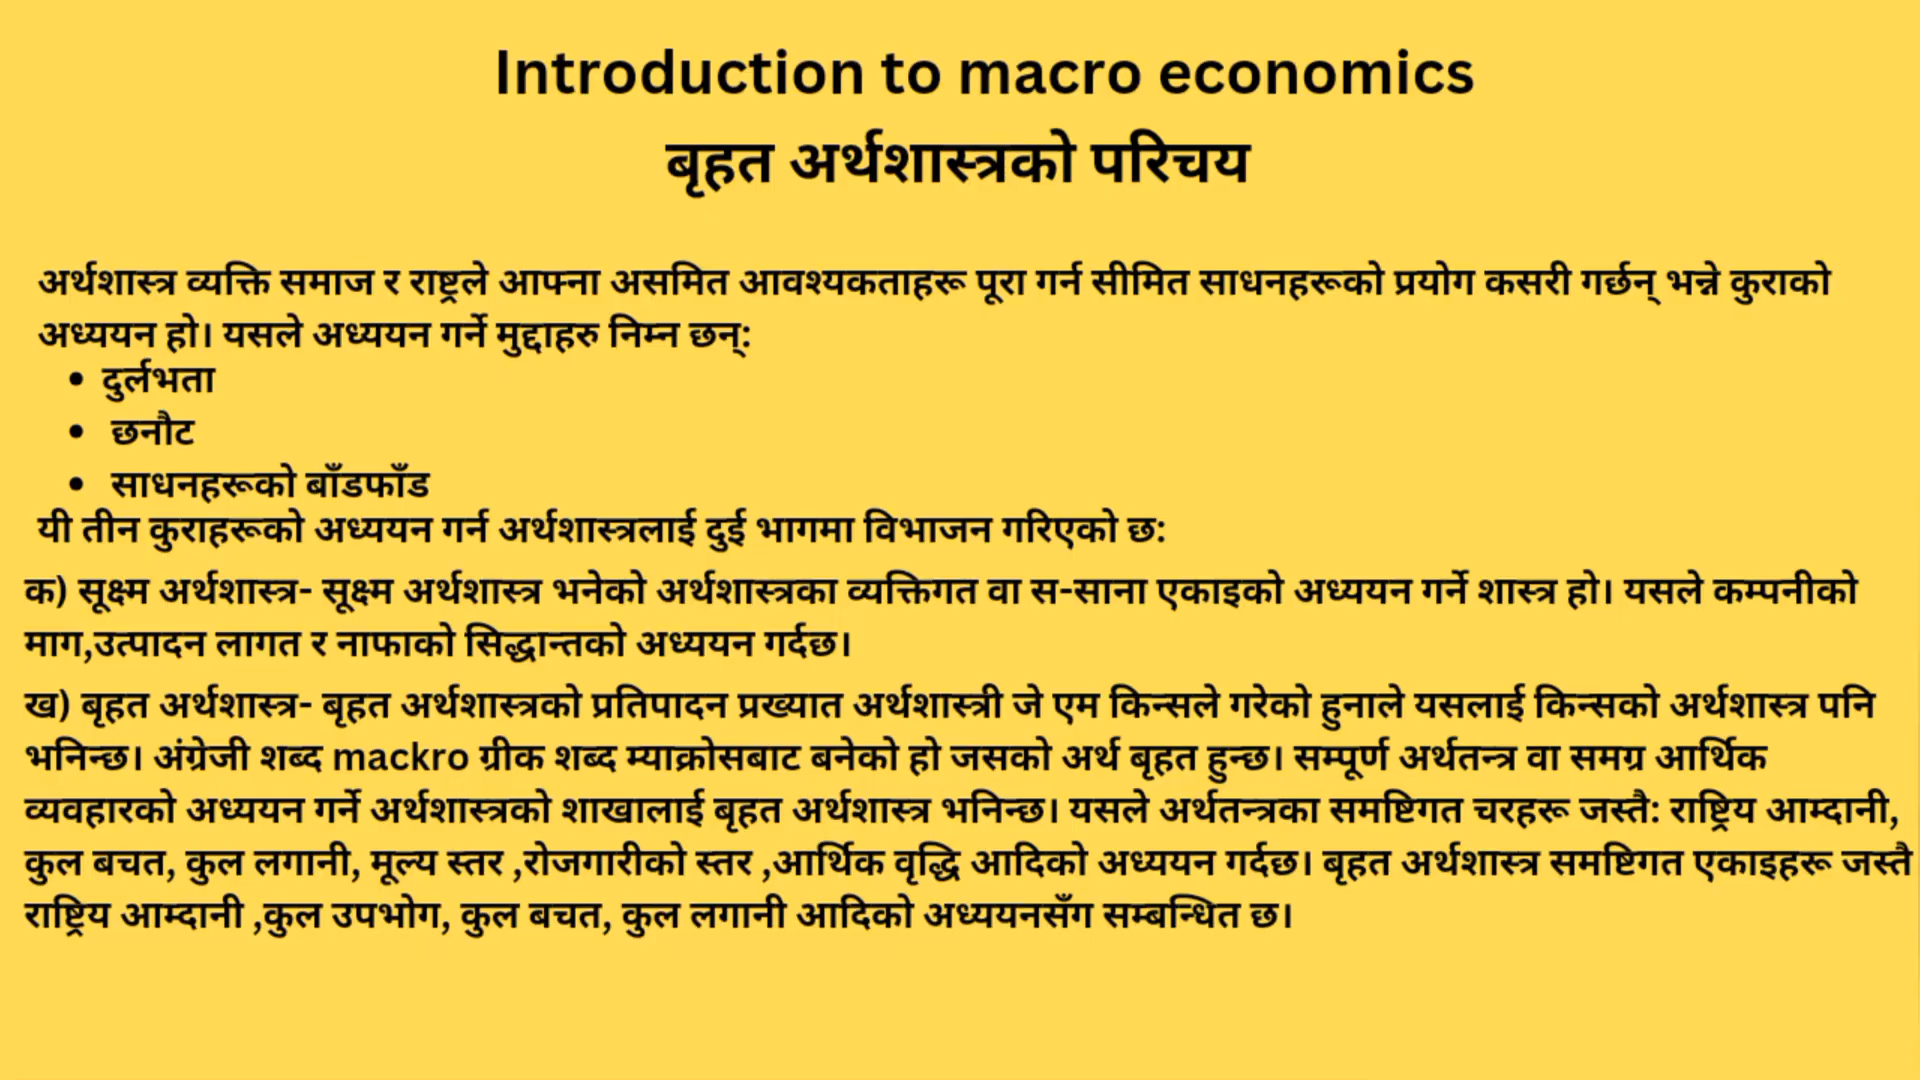 Introduction to macro economics
बृहत अर्थशास्त्रको परिचय
अर्थशास्त्र व्यक्ति समाज र राष्ट्रले आफ्ना असमित आवश्यकताहरू पूरा गर्न सीमित साधनहरूको प्रयोग कसरी गर्छन् भन्ने कुराको
अध्ययन हो। यसले अध्ययन गर्ने मुद्दाहरु निम्न छन्:
• दुर्लभता
• छनौट
• साधनहरूको बाँडफाँड
यी तीन कुराहरूको अध्ययन गर्न अर्थशास्त्रलाई दुई भागमा विभाजन गरिएको छ:
क) सूक्ष्म अर्थशास्त्र- सूक्ष्म अर्थशास्त्र भनेको अर्थशास्त्रका व्यक्तिगत वा स-साना एकाइको अध्ययन गर्ने शास्त्र हो। यसले कम्पनीको
माग,उत्पादन लागत र नाफाको सिद्धान्तको अध्ययन गर्दछ।
ख) बृहत अर्थशास्त्र- बृहत अर्थशास्त्रको प्रतिपादन प्रख्यात अर्थशास्त्री जे एम किन्सले गरेको हुनाले यसलाई किन्सको अर्थशास्त्र पनि
भनिन्छ। अंग्रेजी शब्द mackro ग्रीक शब्द म्याक्रोसबाट बनेको हो जसको अर्थ बृहत हुन्छ। सम्पूर्ण अर्थतन्त्र वा समग्र आर्थिक
व्यवहारको अध्ययन गर्ने अर्थशास्त्रको शाखालाई बृहत अर्थशास्त्र भनिन्छ। यसले अर्थतन्त्रका समष्टिगत चरहरू जस्तै: राष्ट्रिय आम्दानी,
कुल बचत, कुल लगानी, मूल्य स्तर ,रोजगारीको स्तर ,आर्थिक वृद्धि आदिको अध्ययन गर्दछ। बृहत अर्थशास्त्र समष्टिगत एकाइहरू जस्तै
राष्ट्रिय आम्दानी ,कुल उपभोग, कुल बचत, कुल लगानी आदिको अध्ययनसँग सम्बन्धित छ।